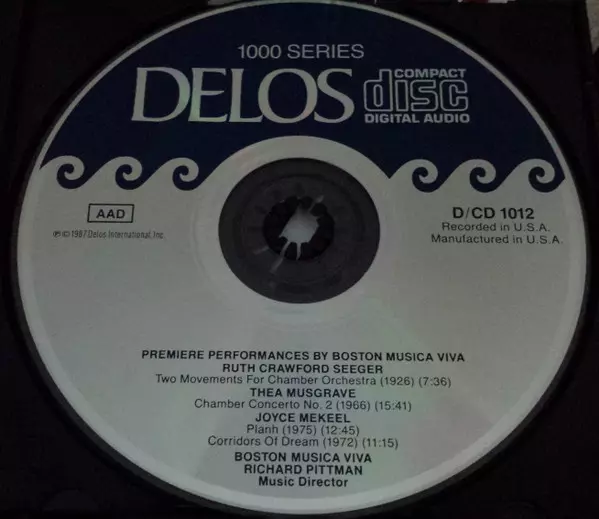 1000 SERIES
DELOS COMPACT disc DIGITAL AUDIO
AAD
℗ © 1987 Delos International, Inc.
D/CD 1012
Recorded in U.S.A.
Manufactured in U.S.A.
PREMIERE PERFORMANCES BY BOSTON MUSICA VIVA
RUTH CRAWFORD SEEGER
Two Movements For Chamber Orchestra (1926) (7:36)
THEA MUSGRAVE
Chamber Concerto No. 2 (1966) (15:41)
JOYCE MEKEEL
Planh (1975) (12:45)
Corridors Of Dream (1972) (11:15)
BOSTON MUSICA VIVA
RICHARD PITTMAN
Music Director